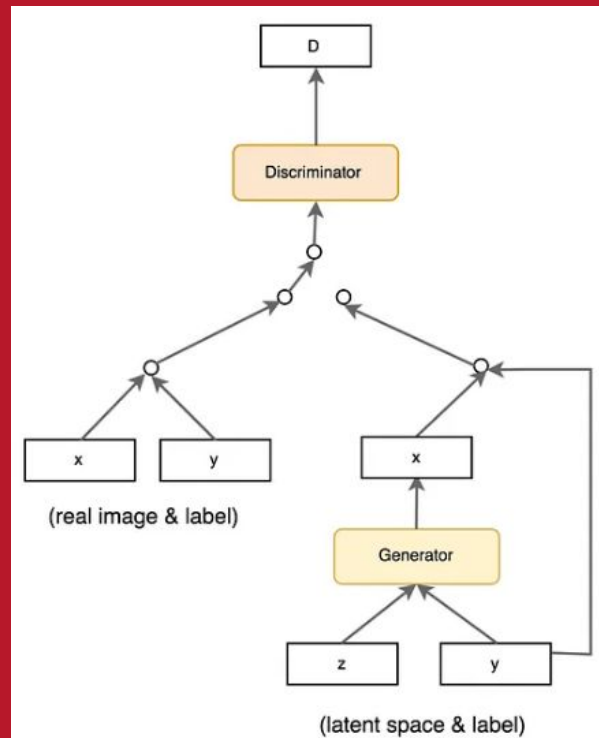 D
Discriminator
x y
(real image & label)
x
Generator
z y
(latent space & label)